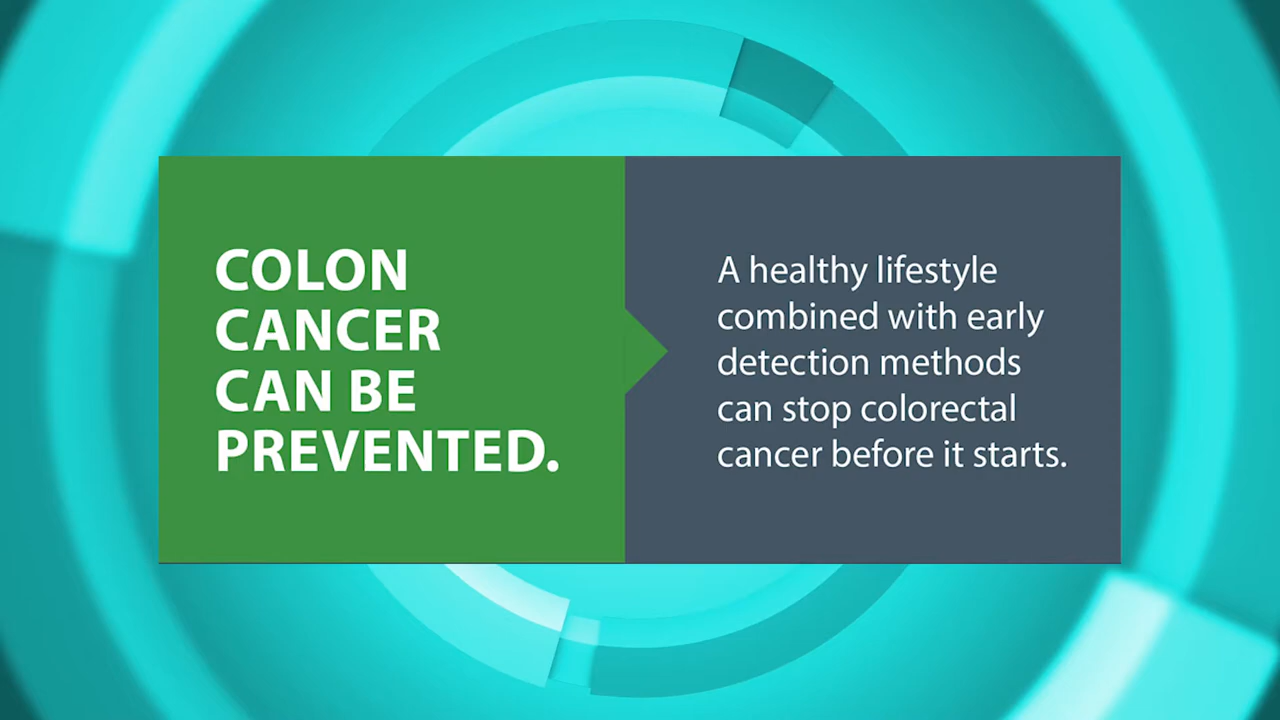 COLON
CANCER
CAN BE
PREVENTED.
A healthy lifestyle
combined with early
detection methods
can stop colorectal
cancer before it starts.